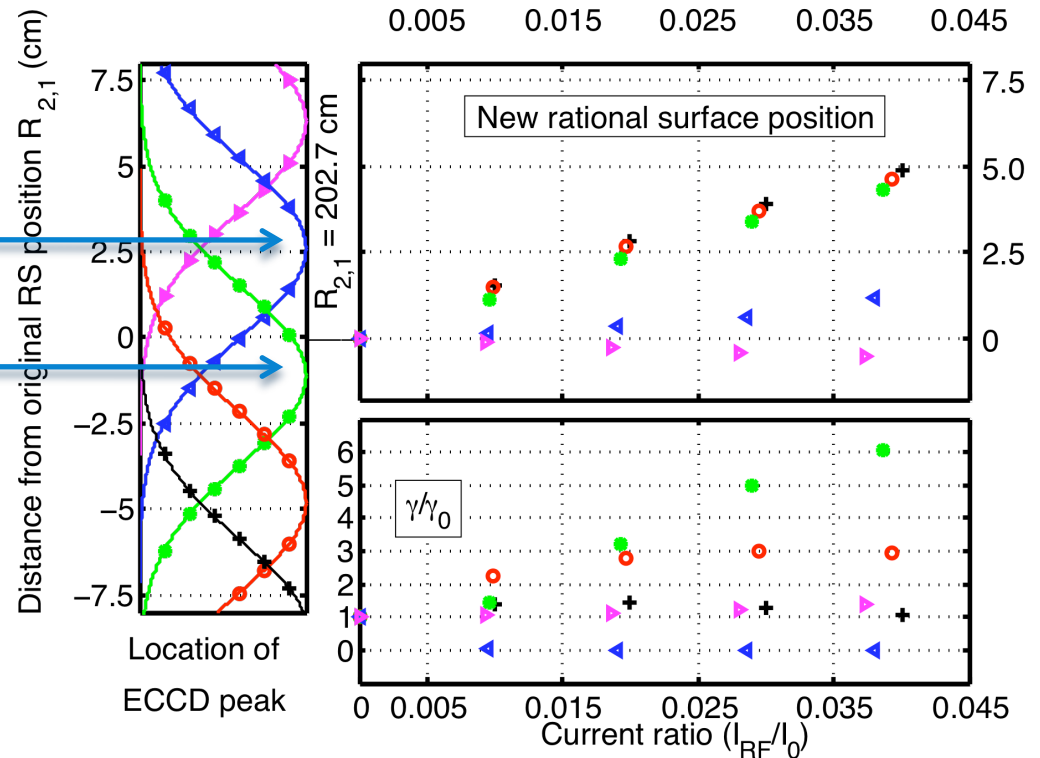 0.005 0.015 0.025 0.035 0.045
Distance from original RS position R2,1 (cm)
7.5
5
2.5
0
−2.5
−5
−7.5
Location of
ECCD peak
R2,1 = 202.7 cm
New rational surface position
7.5
5.0
2.5
0
γ/γ0
6
5
4
3
2
1
0
0 0.005 0.015 0.025 0.035 0.045
Current ratio (IRF/I0)